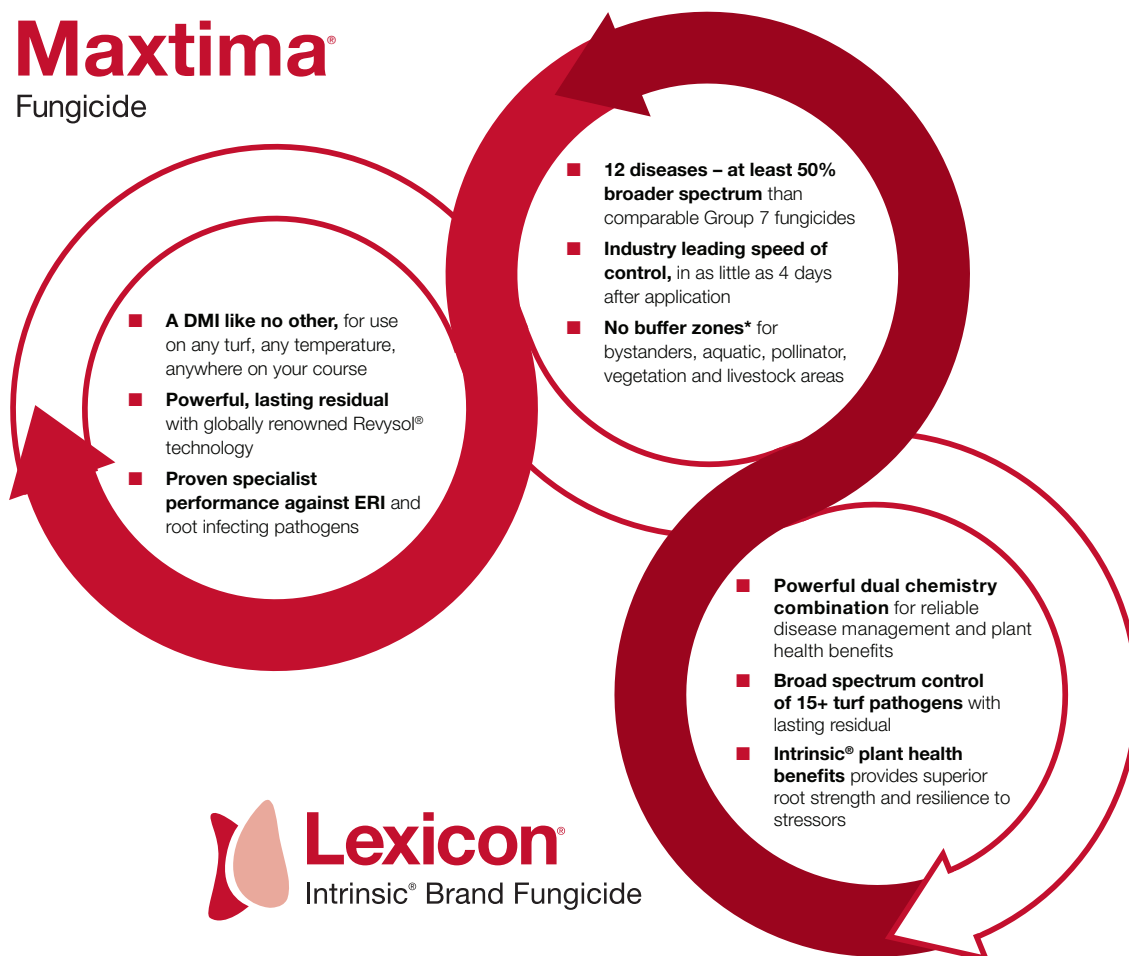 Maxtima®
Fungicide
■ A DMI like no other, for use
on any turf, any temperature,
anywhere on your course
■ Powerful, lasting residual
with globally renowned Revysol®
technology
■ Proven specialist
performance against ERI and
root infecting pathogens
■ 12 diseases – at least 50%
broader spectrum than
comparable Group 7 fungicides
■ Industry leading speed of
control, in as little as 4 days
after application
■ No buffer zones* for
bystanders, aquatic, pollinator,
vegetation and livestock areas
■ Powerful dual chemistry
combination for reliable
disease management and plant
health benefits
■ Broad spectrum control
of 15+ turf pathogens with
lasting residual
■ Intrinsic® plant health
benefits provides superior
root strength and resilience to
stressors
Lexicon®
Intrinsic® Brand Fungicide